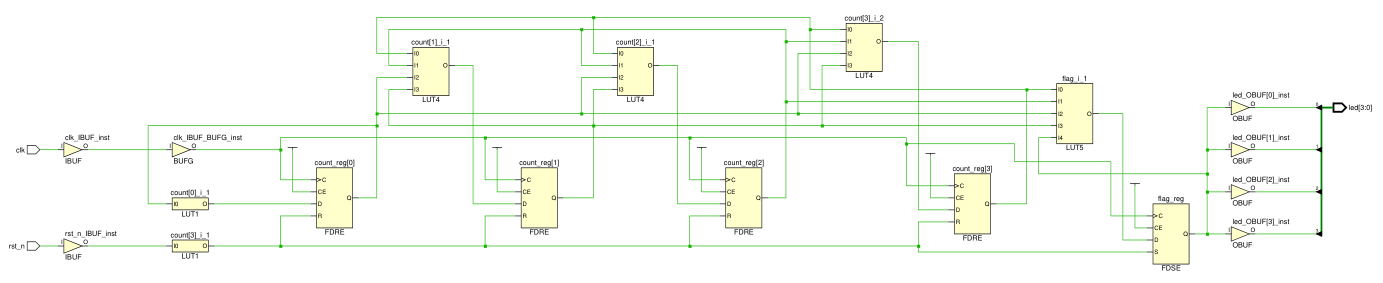 count[3]_i_2
I0
I1
I2
I3
O
LUT4
count[1]_i_1
I0
I1
I2
I3
O
LUT4
count[2]_i_1
I0
I1
I2
I3
O
LUT4
flag_i_1
I0
I1
I2
I3
I4
O
LUT5
clk
clk_IBUF_inst
I
O
IBUF
clk_IBUF_BUFG_inst
I
O
BUFG
count_reg[0]
C
CE
D
R
Q
FDRE
count_reg[1]
C
CE
D
R
Q
FDRE
count_reg[2]
C
CE
D
R
Q
FDRE
count_reg[3]
C
CE
D
R
Q
FDRE
count[0]_i_1
I0
O
LUT1
rst_n
rst_n_IBUF_inst
I
O
IBUF
count[3]_i_1
I0
O
LUT1
flag_reg
C
CE
D
S
Q
FDSE
led_OBUF[0]_inst
I
O
OBUF
led_OBUF[1]_inst
I
O
OBUF
led_OBUF[2]_inst
I
O
OBUF
led_OBUF[3]_inst
I
O
OBUF
led[3:0]